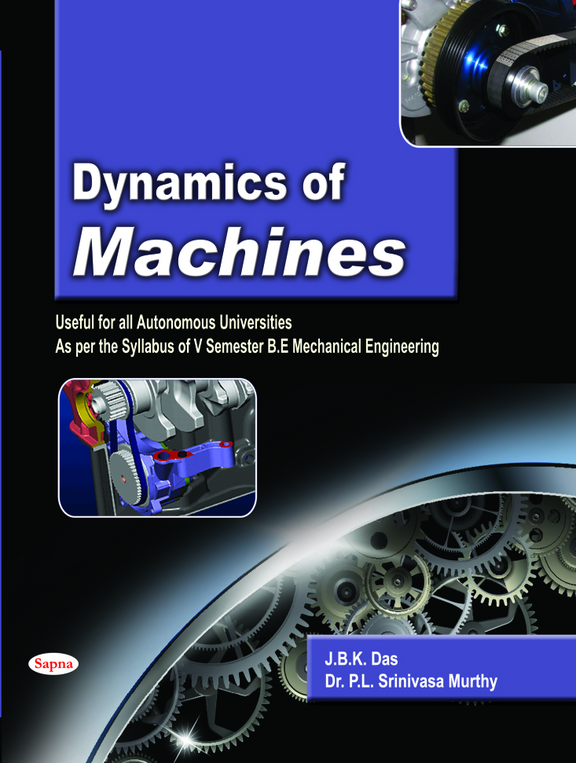 Dynamics of
Machines
Useful for all Autonomous Universities
As per the Syllabus of V Semester B.E Mechanical Engineering
Sapna
J.B.K. Das
Dr. P.L. Srinivasa Murthy